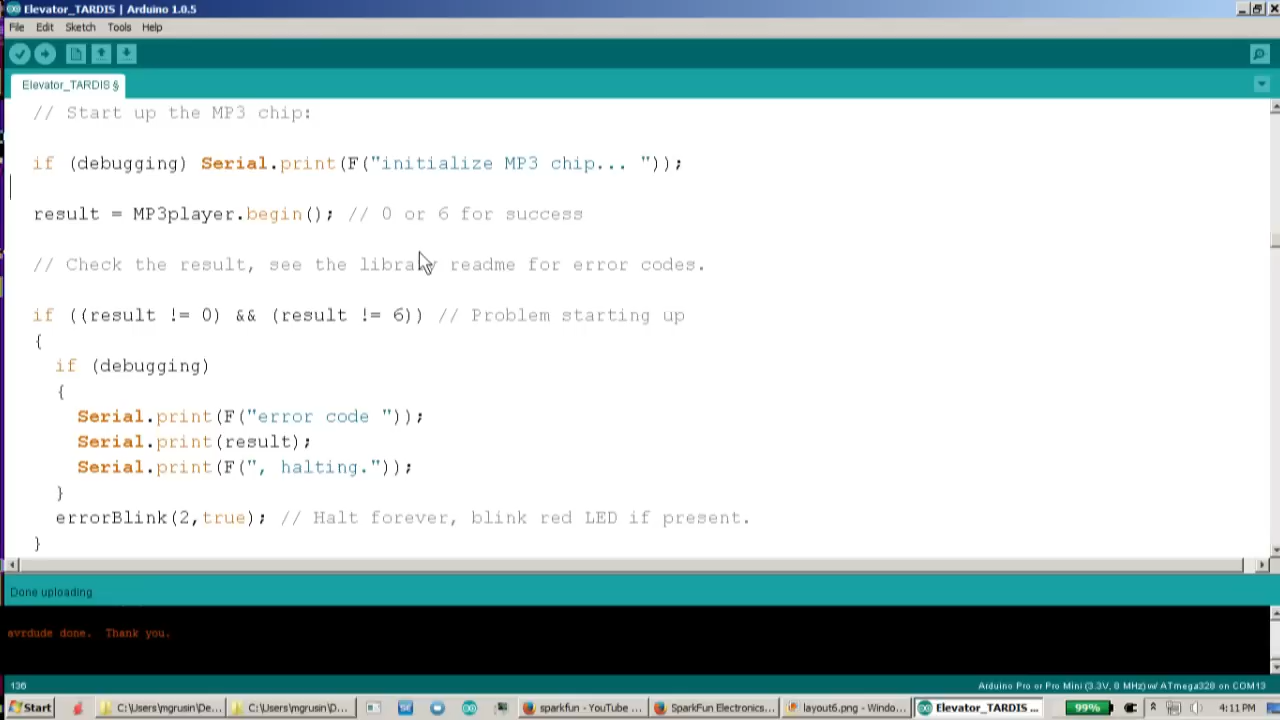 Elevator_TARDIS | Arduino 1.0.5
File Edit Sketch Tools Help
Elevator_TARDIS §
// Start up the MP3 chip:
if (debugging) Serial.print(F("initialize MP3 chip... "));
result = MP3player.begin(); // 0 or 6 for success
// Check the result, see the library readme for error codes.
if ((result != 0) && (result != 6)) // Problem starting up
{
if (debugging)
{
Serial.print(F("error code "));
Serial.print(result);
Serial.print(F(", halting."));
}
errorBlink(2,true); // Halt forever, blink red LED if present.
}
Done uploading
avrdude done.  Thank you.
136
Arduino Pro or Pro Mini (3.3V, 8 MHz) w/ ATmega328 on COM13
Start C:\Users\mgrusin\De... C:\Users\mgrusin\D... sparkfun - YouTube ... SparkFun Electronics... layout6.png - Windo... Elevator_TARDIS ... 99% 4:11 PM